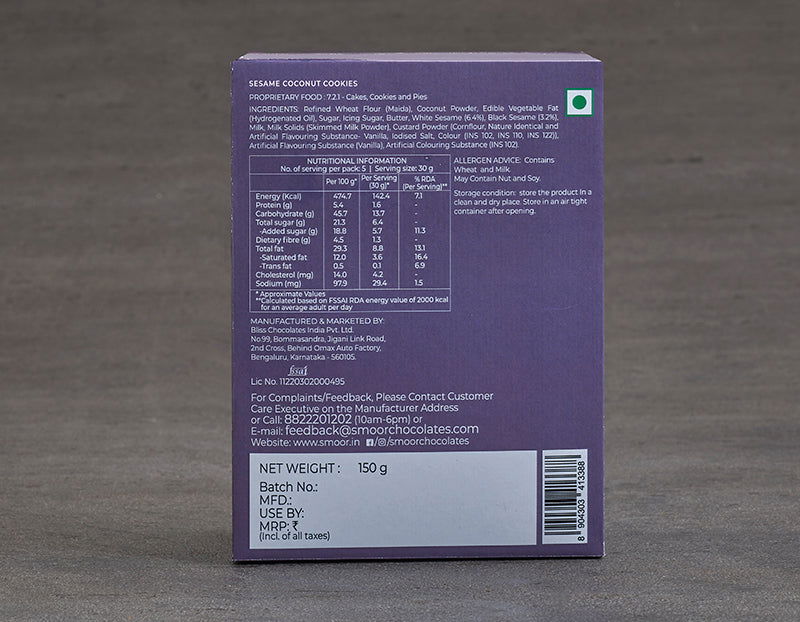 SESAME COCONUT COOKIES
PROPRIETARY FOOD : 7.2.1 - Cakes, Cookies and Pies
INGREDIENTS: Refined Wheat Flour (Maida), Coconut Powder, Edible Vegetable Fat
(Hydrogenated Oil), Sugar, Icing Sugar, Butter, White Sesame (6.4%), Black Sesame (3.2%),
Milk, Milk Solids (Skimmed Milk Powder), Custard Powder (Cornflour, Nature Identical and
Artificial Flavouring Substance- Vanilla, Iodised Salt, Colour (INS 102, INS 110, INS 122)),
Artificial Flavouring Substance (Vanilla), Artificial Colouring Substance (INS 102).
NUTRITIONAL INFORMATION
No. of serving per pack: 5 | Serving size: 30 g
Per 100 g* Per Serving (30 g)* % RDA (Per Serving)**
Energy (Kcal) 474.7 142.4 7.1
Protein (g) 5.4 1.6 -
Carbohydrate (g) 45.7 13.7 -
Total sugar (g) 21.3 6.4 -
-Added sugar (g) 18.8 5.7 11.3
Dietary fibre (g) 4.5 1.3 -
Total fat 29.3 8.8 13.1
-Saturated fat 12.0 3.6 16.4
-Trans fat 0.5 0.1 6.9
Cholesterol (mg) 14.0 4.2 -
Sodium (mg) 97.9 29.4 1.5
* Approximate Values
**Calculated based on FSSAI RDA energy value of 2000 kcal
for an average adult per day
ALLERGEN ADVICE: Contains
Wheat and Milk.
May Contain Nut and Soy.
Storage condition: store the product In a
clean and dry place. Store in an air tight
container after opening.
MANUFACTURED & MARKETED BY:
Bliss Chocolates India Pvt. Ltd.
No.99, Bommasandra, Jigani Link Road,
2nd Cross, Behind Omax Auto Factory,
Bengaluru, Karnataka - 560105.
fssai
Lic No. 11220302000495
For Complaints/Feedback, Please Contact Customer
Care Executive on the Manufacturer Address
or Call: 8822201202 (10am-6pm) or
E-mail: feedback@smoorchocolates.com
Website: www.smoor.in /smoorchocolates
NET WEIGHT : 150 g
Batch No.:
MFD.:
USE BY:
MRP: ₹
(Incl. of all taxes)
8 904303 413388